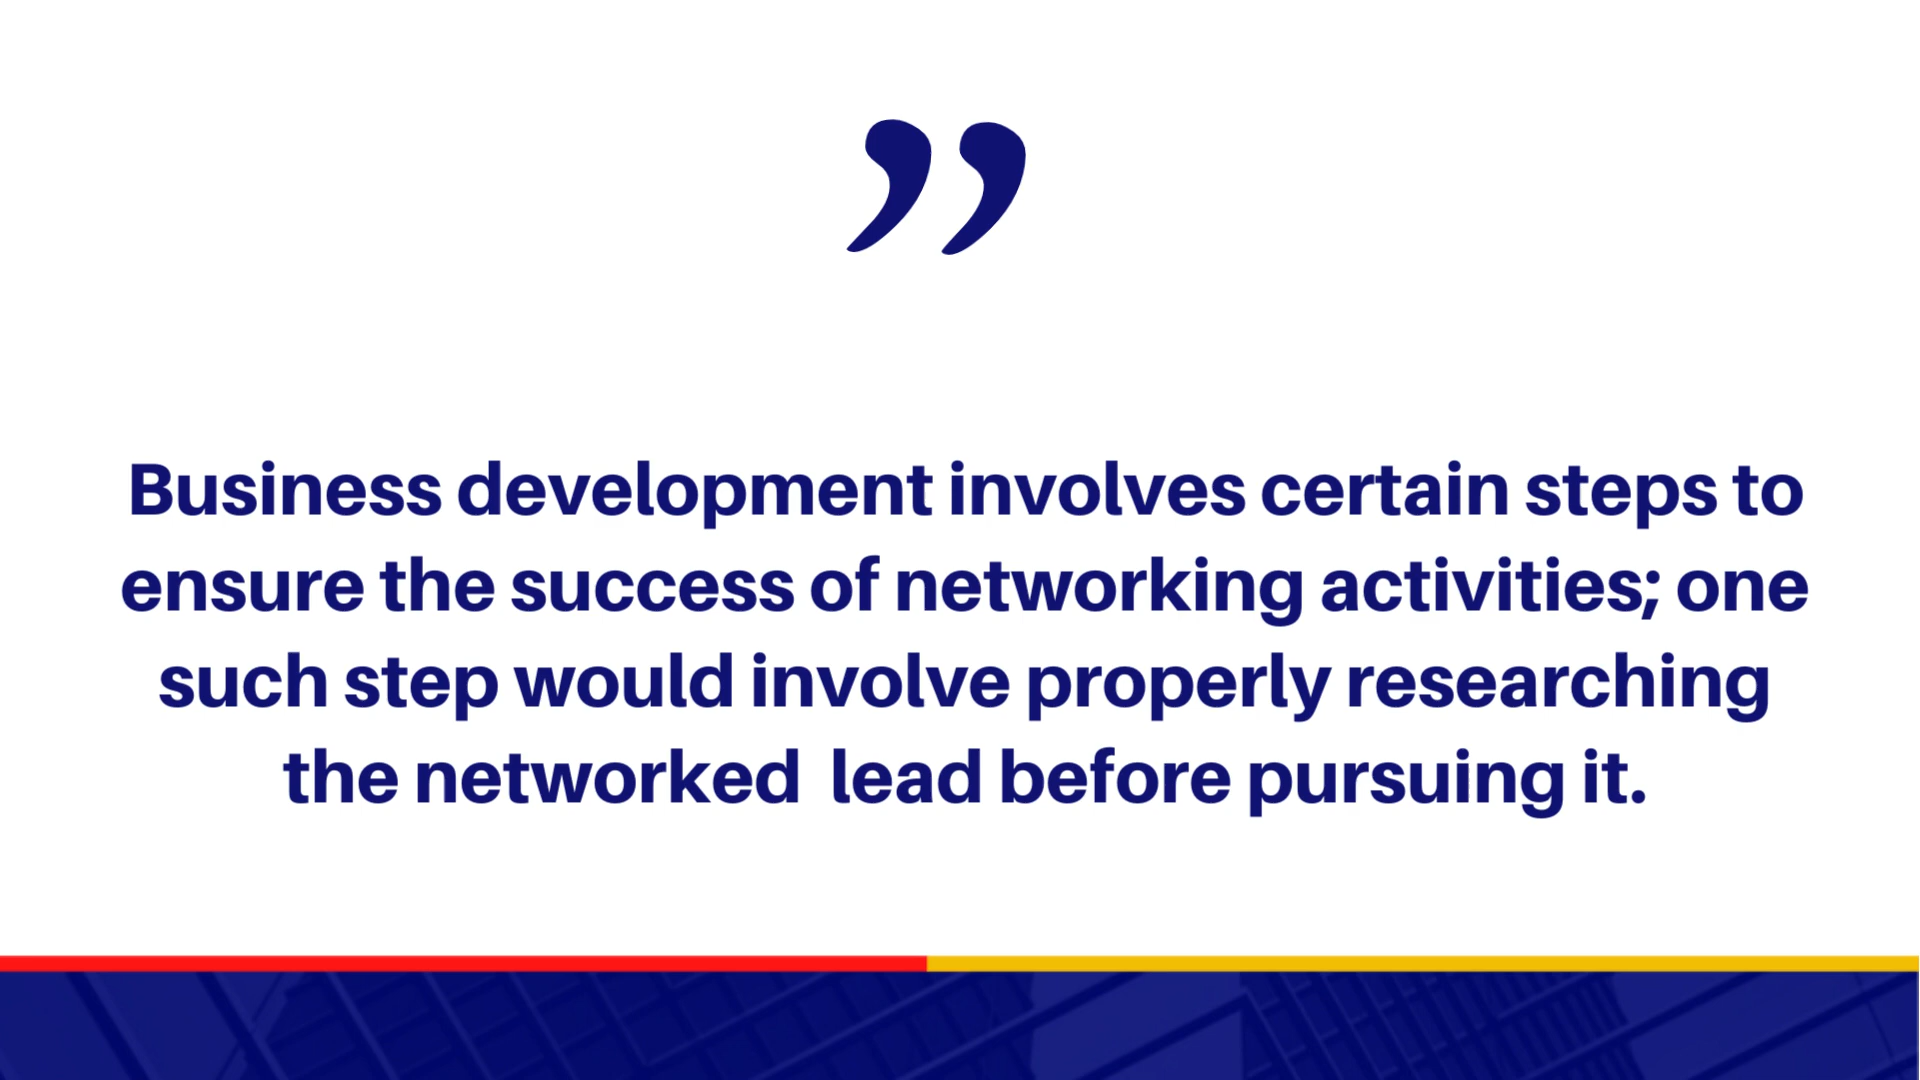 ”
Business development involves certain steps to
ensure the success of networking activities; one
such step would involve properly researching
the networked  lead before pursuing it.